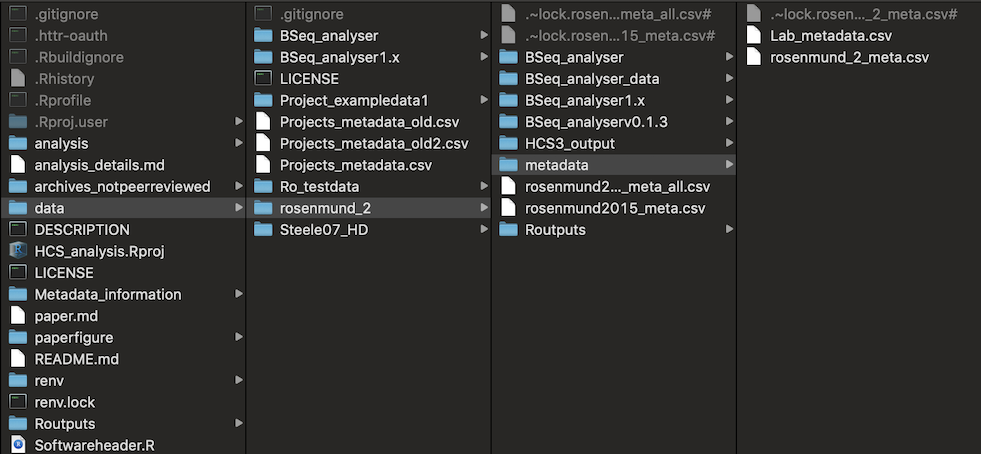 .gitignore
.httr-oauth
.Rbuildignore
.Rhistory
.Rprofile
.Rproj.user
analysis
analysis_details.md
archives_notpeerreviewed
data
DESCRIPTION
HCS_analysis.Rproj
LICENSE
Metadata_information
paper.md
paperfigure
README.md
renv
renv.lock
Routputs
Softwareheader.R
.gitignore
BSeq_analyser
BSeq_analyser1.x
LICENSE
Project_exampledata1
Projects_metadata_old.csv
Projects_metadata_old2.csv
Projects_metadata.csv
Ro_testdata
rosenmund_2
Steele07_HD
.~lock.rosen...meta_all.csv#
.~lock.rosen...15_meta.csv#
BSeq_analyser
BSeq_analyser_data
BSeq_analyser1.x
BSeq_analyserv0.1.3
HCS3_output
metadata
rosenmund2..._meta_all.csv
rosenmund2015_meta.csv
Routputs
.~lock.rosen..._2_meta.csv#
Lab_metadata.csv
rosenmund_2_meta.csv